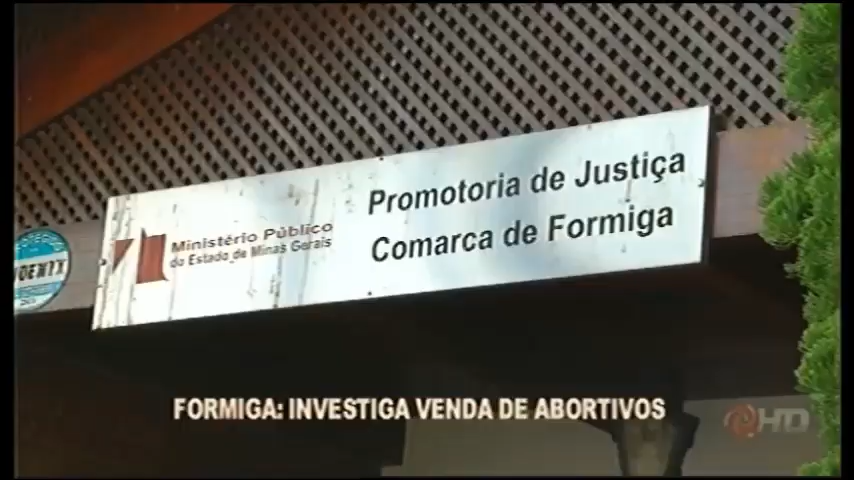 Promotoria de Justiça
Comarca de Formiga
Ministério Público
do Estado de Minas Gerais
FORMIGA: INVESTIGA VENDA DE ABORTIVOS
HD